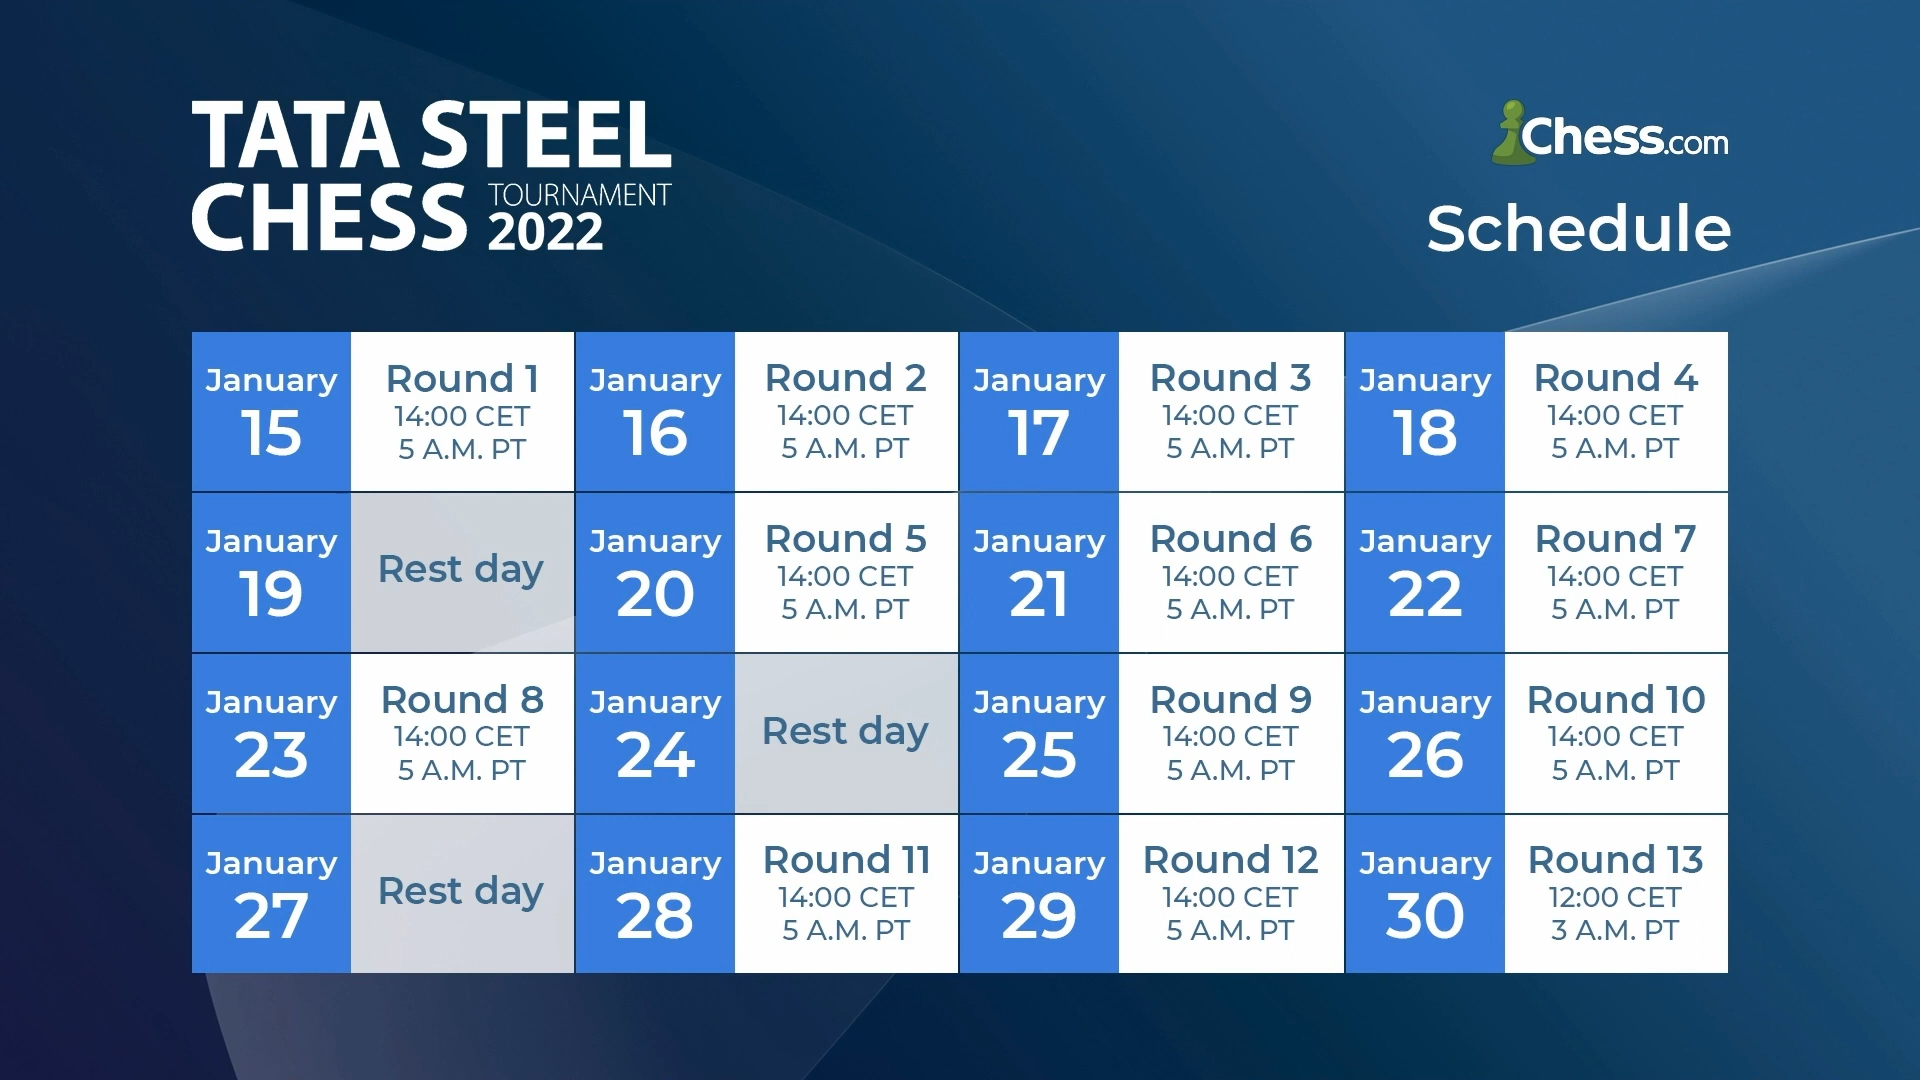 TATA STEEL
CHESS TOURNAMENT
2022
Chess.com
Schedule
January
15
Round 1
14:00 CET
5 A.M. PT
January
16
Round 2
14:00 CET
5 A.M. PT
January
17
Round 3
14:00 CET
5 A.M. PT
January
18
Round 4
14:00 CET
5 A.M. PT
January
19
Rest day
January
20
Round 5
14:00 CET
5 A.M. PT
January
21
Round 6
14:00 CET
5 A.M. PT
January
22
Round 7
14:00 CET
5 A.M. PT
January
23
Round 8
14:00 CET
5 A.M. PT
January
24
Rest day
January
25
Round 9
14:00 CET
5 A.M. PT
January
26
Round 10
14:00 CET
5 A.M. PT
January
27
Rest day
January
28
Round 11
14:00 CET
5 A.M. PT
January
29
Round 12
14:00 CET
5 A.M. PT
January
30
Round 13
12:00 CET
3 A.M. PT